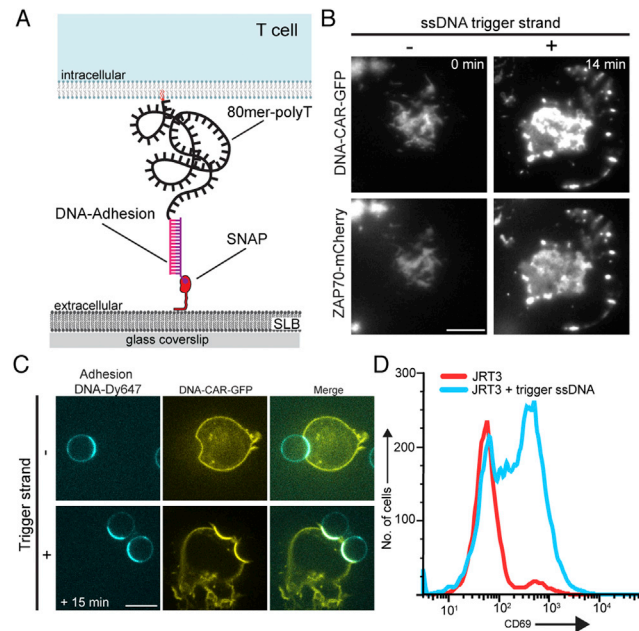 A
T cell
intracellular
80mer-polyT
DNA-Adhesion
SNAP
extracellular
SLB
glass coverslip
B
ssDNA trigger strand
- +
0 min 14 min
DNA-CAR-GFP
ZAP70-mCherry
C
Adhesion
DNA-Dy647 DNA-CAR-GFP Merge
Trigger strand
-
+
+ 15 min
D
JRT3
JRT3 + trigger ssDNA
No. of cells
300
200
100
0
10¹ 10² 10³ 10⁴
CD69